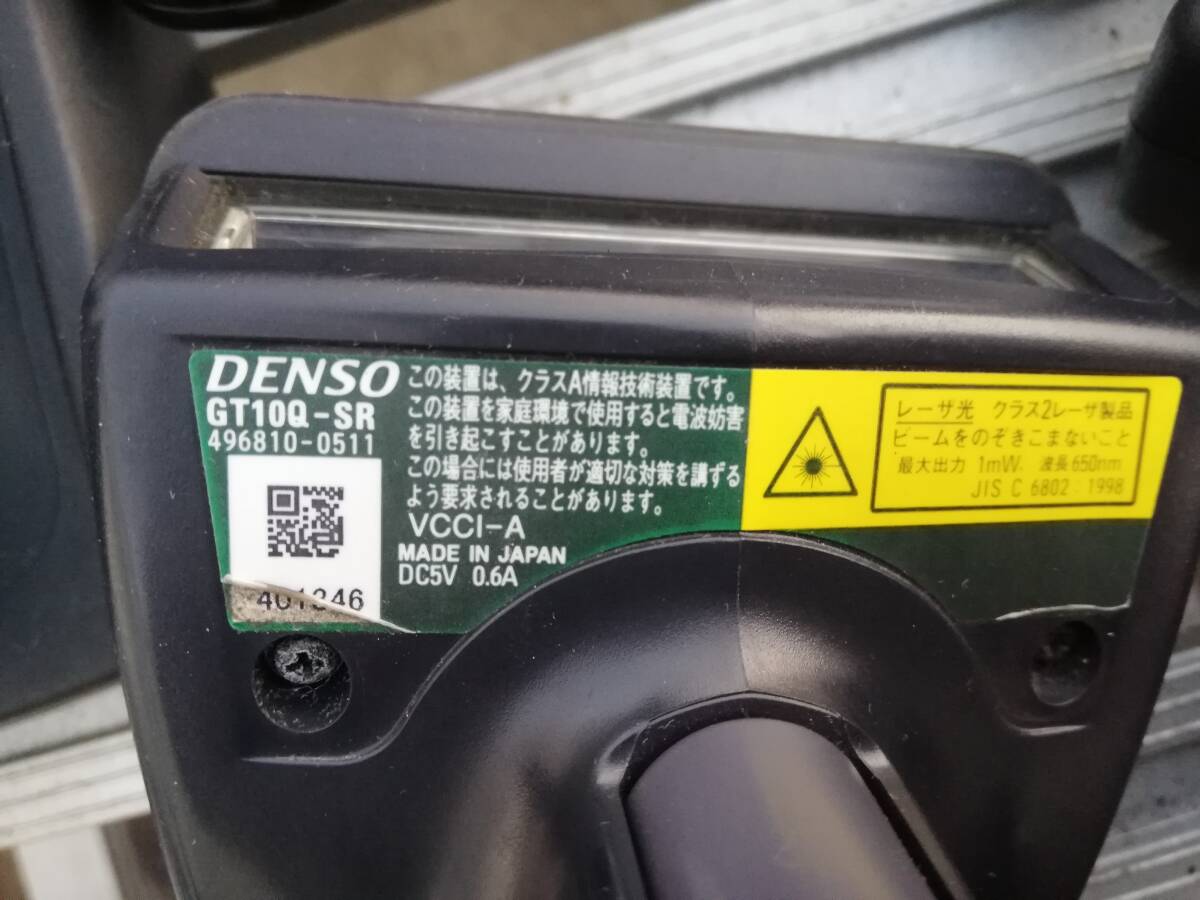 DENSO
GT10Q-SR
496810-0511
この装置は、クラスA情報技術装置です。
この装置を家庭環境で使用すると電波妨害
を引き起こすことがあります。
この場合には使用者が適切な対策を講ずる
よう要求されることがあります。
VCCI-A
MADE IN JAPAN
DC5V 0.6A
レーザ光 クラス2レーザ製品
ビームをのぞきこまないこと
最大出力 1mW、波長650nm
JIS C 6802:1998